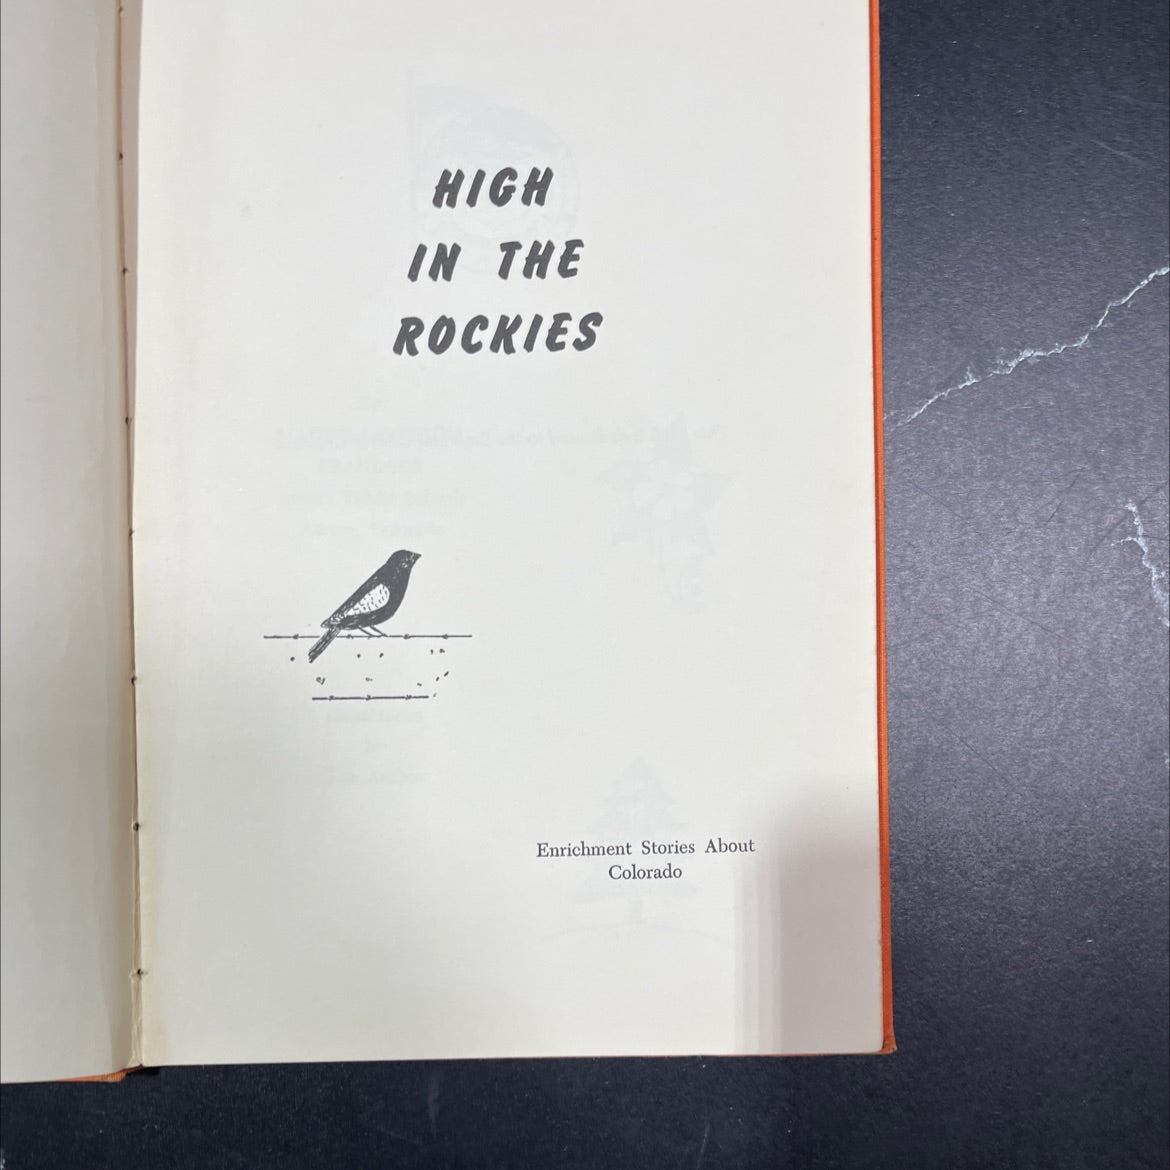 HIGH
IN THE
ROCKIES
Enrichment Stories About
Colorado